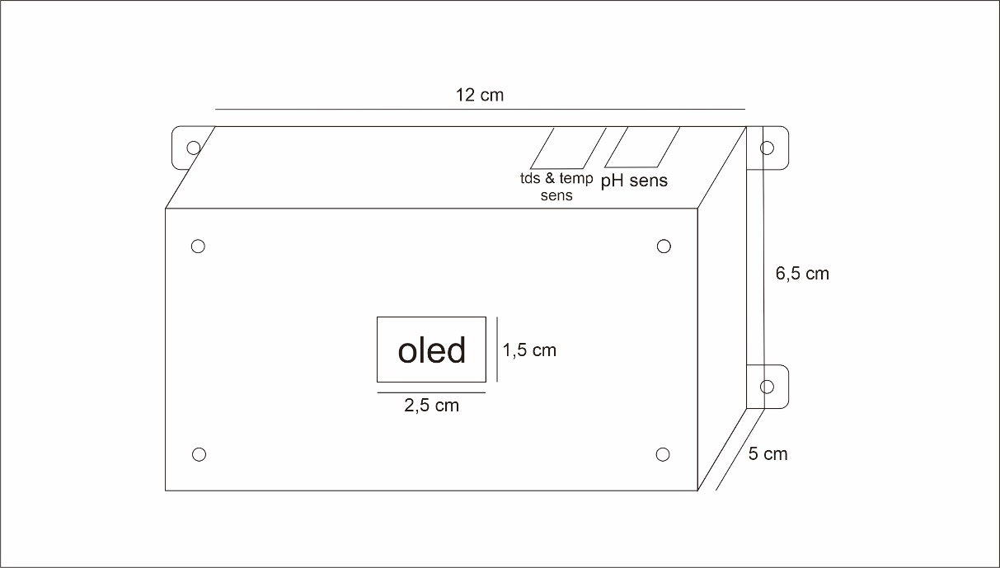 12 cm
tds & temp
sens
pH sens
6,5 cm
oled
1,5 cm
2,5 cm
5 cm